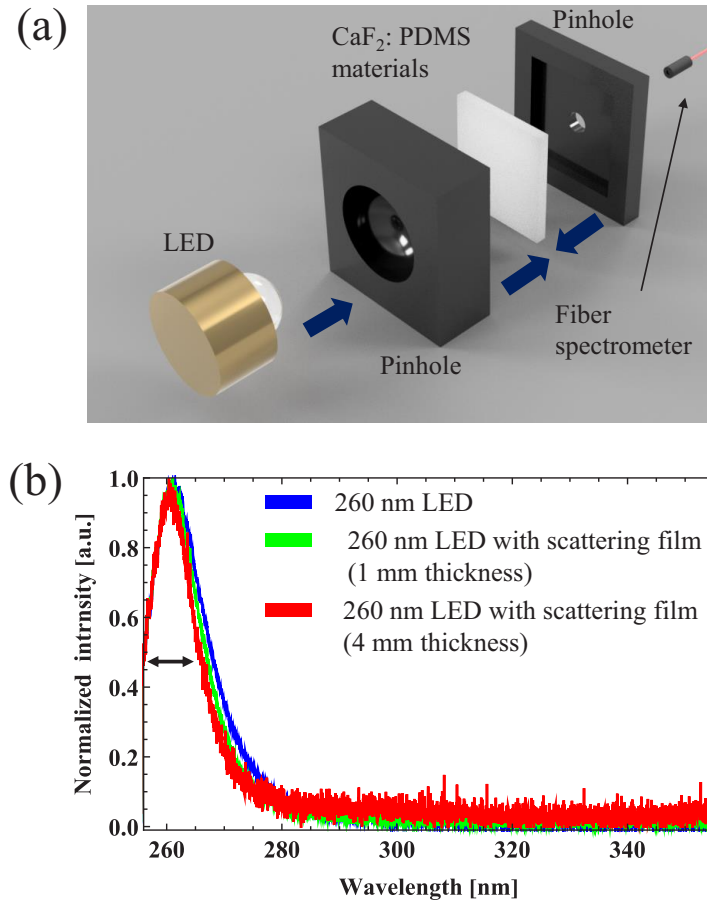 (a)
Pinhole
CaF2: PDMS
materials
LED
Pinhole
Fiber
spectrometer
(b)
1.0
0.8
0.6
0.4
0.2
0.0
Normalized intrnsity [a.u.]
260 nm LED
260 nm LED with scattering film
(1 mm thickness)
260 nm LED with scattering film
(4 mm thickness)
260 280 300 320 340
Wavelength [nm]